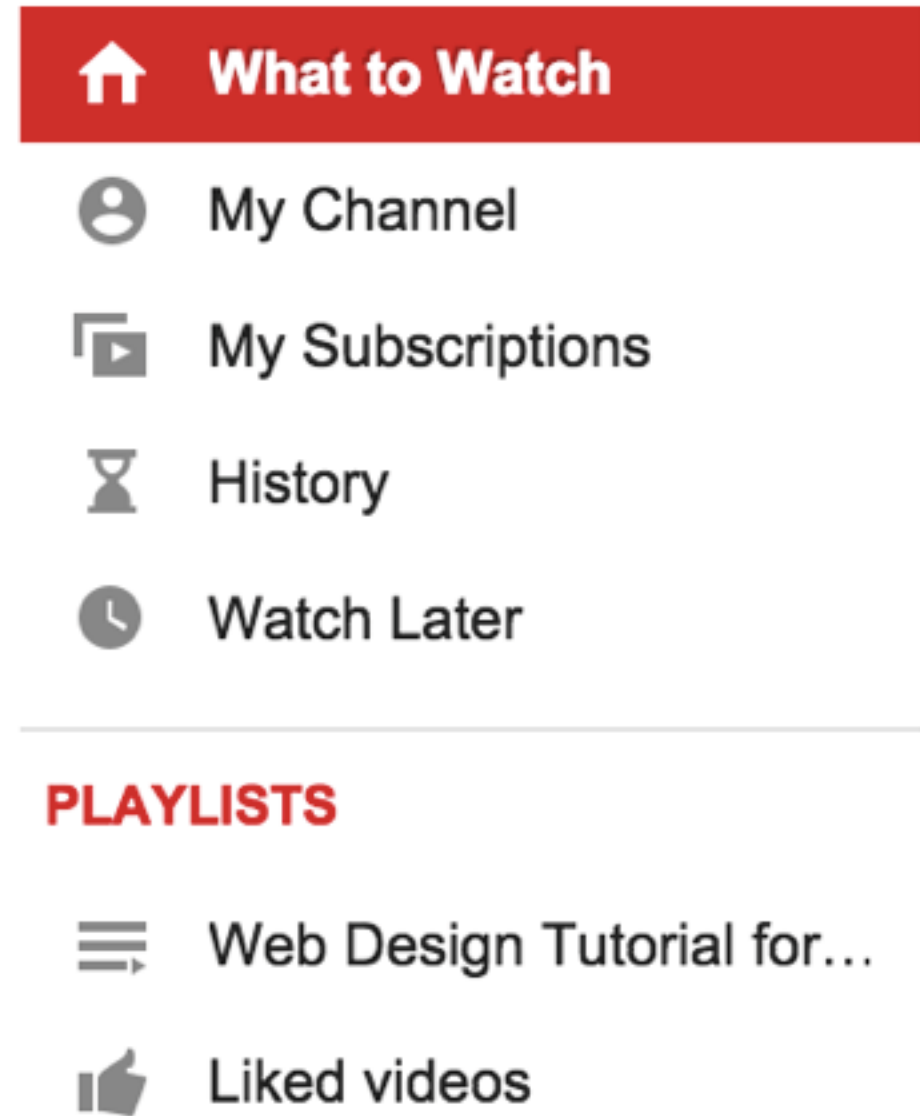 What to Watch
My Channel
My Subscriptions
History
Watch Later
PLAYLISTS
Web Design Tutorial for...
Liked videos